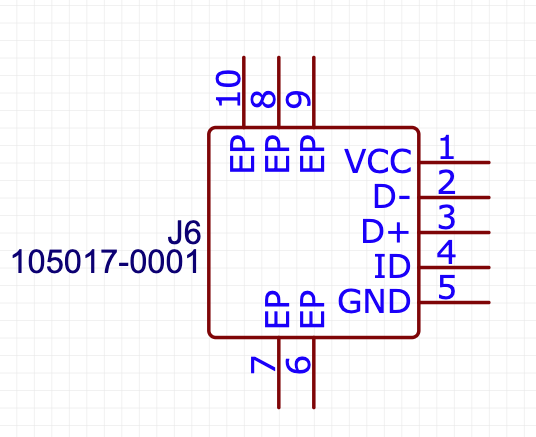 10 8 9
EP EP EP
VCC 1
D- 2
D+ 3
J6
105017-0001
ID 4
GND 5
EP EP
7 6